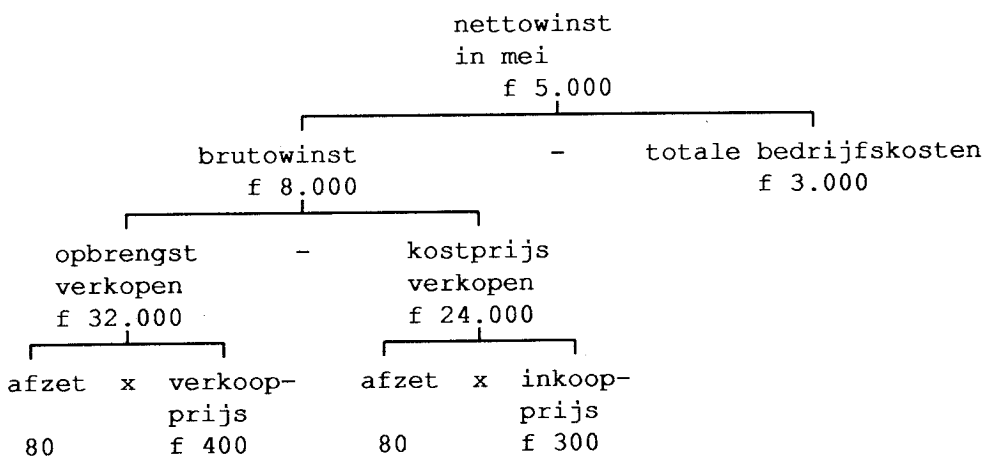 nettowinst
in mei
f 5.000
brutowinst - totale bedrijfskosten
f 8.000 f 3.000
opbrengst - kostprijs
verkopen verkopen
f 32.000 f 24.000
afzet x verkoop- afzet x inkoop-
prijs prijs
80 f 400 80 f 300